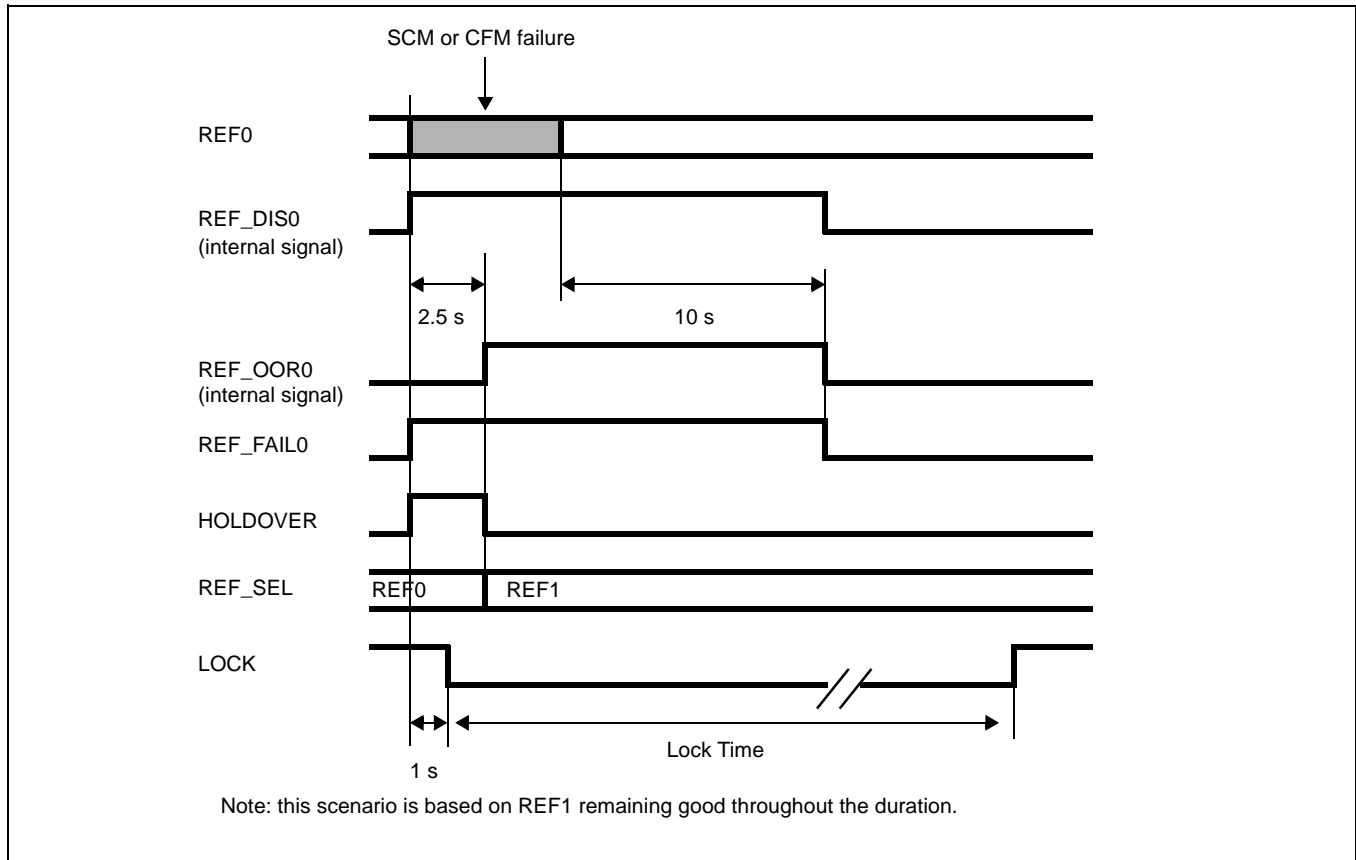 SCM or CFM failure
REF0
REF_DIS0
(internal signal)
2.5 s
10 s
REF_OOR0
(internal signal)
REF_FAIL0
HOLDOVER
REF_SEL
REF0
REF1
LOCK
Lock Time
1 s
Note: this scenario is based on REF1 remaining good throughout the duration.